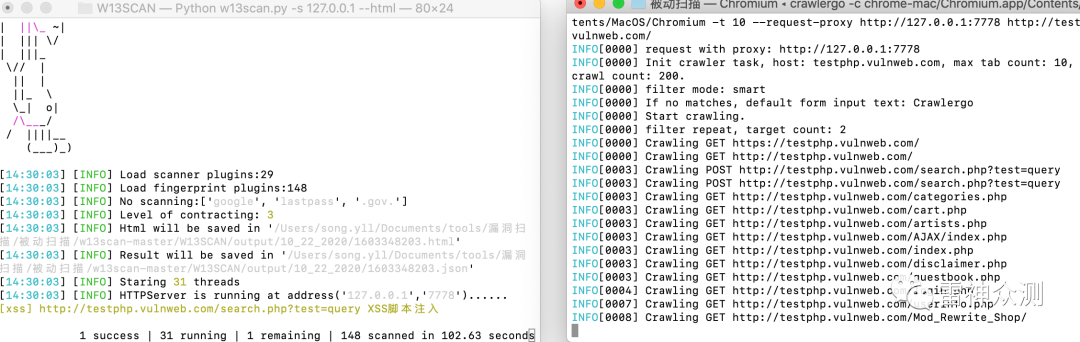 W13SCAN — Python w13scan.py -s 127.0.0.1 --html — 80×24
| ||\_ ~|
| ||| \/
| |||_
\// |
|| |
||_ \
\_| o|
/\___/
/ ||||__
(___)_)
[14:30:03] [INFO] Load scanner plugins:29
[14:30:03] [INFO] Load fingerprint plugins:148
[14:30:03] [INFO] No scanning:['google', 'lastpass', '.gov.']
[14:30:03] [INFO] Level of contracting: 3
[14:30:03] [INFO] Html will be saved in '/Users/song.yll/Documents/tools/漏洞扫
描/被动扫描/w13scan-master/W13SCAN/output/10_22_2020/1603348203.html'
[14:30:03] [INFO] Result will be saved in '/Users/song.yll/Documents/tools/漏洞
扫描/被动扫描/w13scan-master/W13SCAN/output/10_22_2020/1603348203.json'
[14:30:03] [INFO] Staring 31 threads
[14:30:03] [INFO] HTTPServer is running at address('127.0.0.1','7778')......
[xss] http://testphp.vulnweb.com/search.php?test=query XSS脚本注入
1 success | 31 running | 1 remaining | 148 scanned in 102.63 seconds
被动扫描 — Chromium ◂ crawlergo -c chrome-mac/Chromium.app/Contents/
tents/MacOS/Chromium -t 10 --request-proxy http://127.0.0.1:7778 http://test
vulnweb.com/
INFO[0000] request with proxy: http://127.0.0.1:7778
INFO[0000] Init crawler task, host: testphp.vulnweb.com, max tab count: 10,
crawl count: 200.
INFO[0000] filter mode: smart
INFO[0000] If no matches, default form input text: Crawlergo
INFO[0000] Start crawling.
INFO[0000] filter repeat, target count: 2
INFO[0000] Crawling GET https://testphp.vulnweb.com/
INFO[0000] Crawling GET http://testphp.vulnweb.com/
INFO[0003] Crawling POST http://testphp.vulnweb.com/search.php?test=query
INFO[0003] Crawling POST http://testphp.vulnweb.com/search.php?test=query
INFO[0003] Crawling GET http://testphp.vulnweb.com/categories.php
INFO[0003] Crawling GET http://testphp.vulnweb.com/cart.php
INFO[0003] Crawling GET http://testphp.vulnweb.com/artists.php
INFO[0003] Crawling GET http://testphp.vulnweb.com/AJAX/index.php
INFO[0003] Crawling GET http://testphp.vulnweb.com/index.php
INFO[0003] Crawling GET http://testphp.vulnweb.com/disclaimer.php
INFO[0003] Crawling GET http://testphp.vulnweb.com/guestbook.php
INFO[0004] Crawling GET http://testphp.vulnweb.com/
INFO[0007] Crawling GET http://testphp.vulnweb.com/
INFO[0008] Crawling GET http://testphp.vulnweb.com/Mod_Rewrite_Shop/
雷神众测